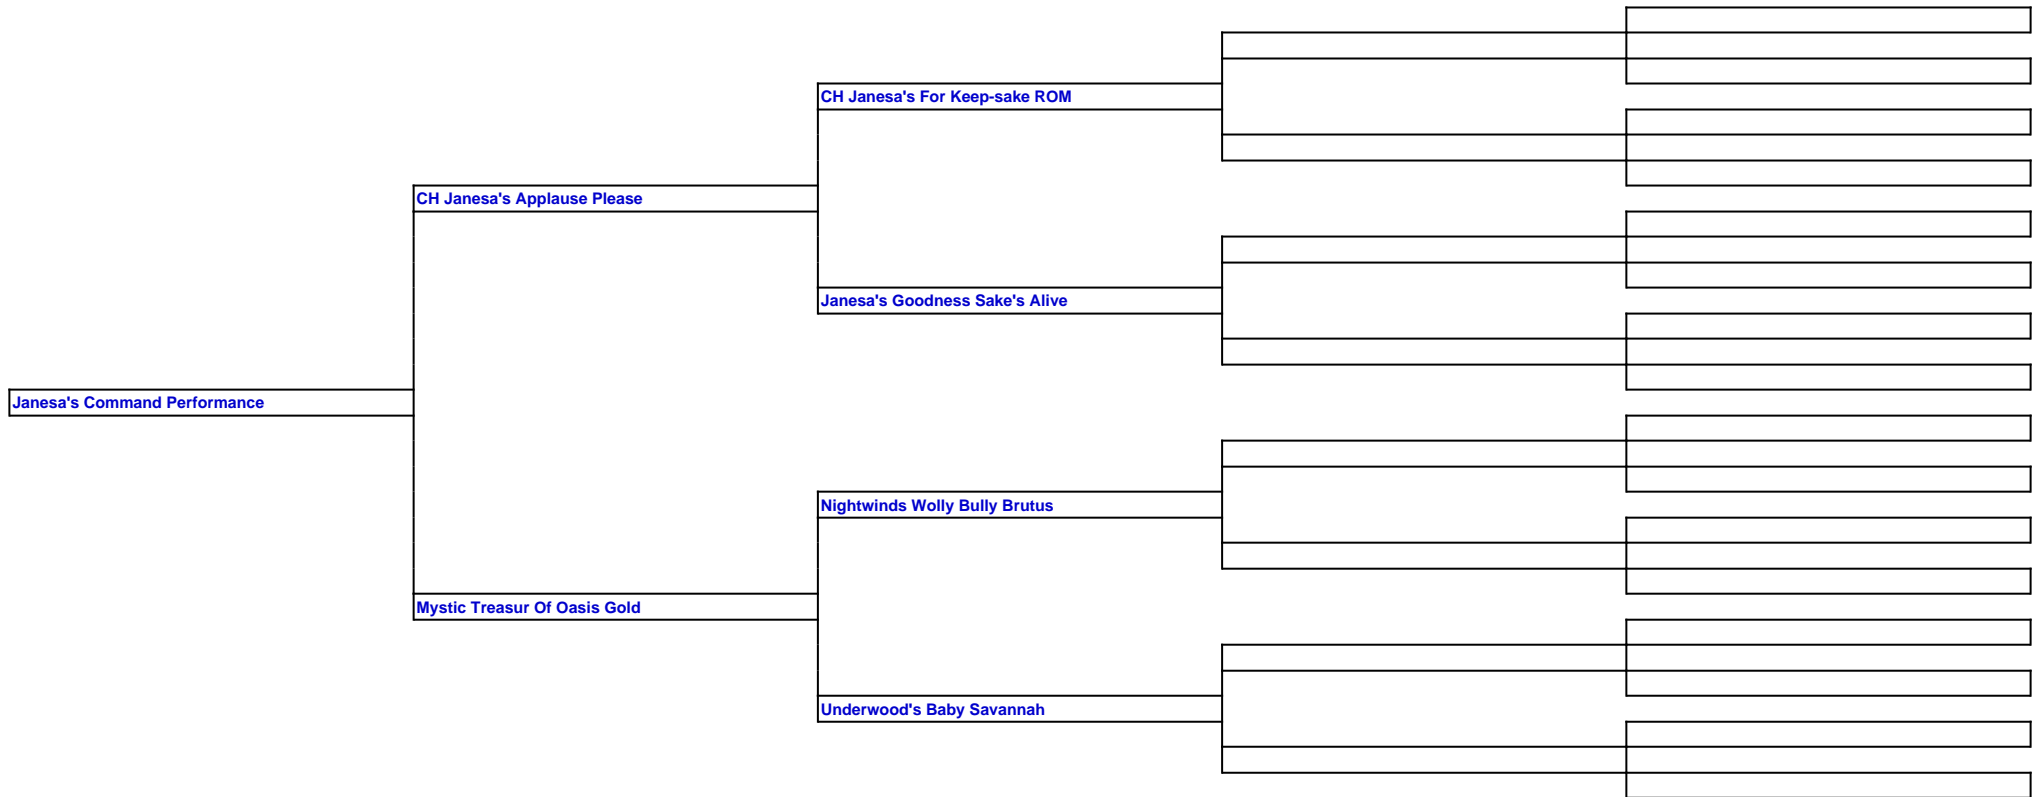 CH Janesa's For Keep-sake ROM
CH Janesa's Applause Please
Janesa's Goodness Sake's Alive
Janesa's Command Performance
Nightwinds Wolly Bully Brutus
Mystic Treasur Of Oasis Gold
Underwood's Baby Savannah